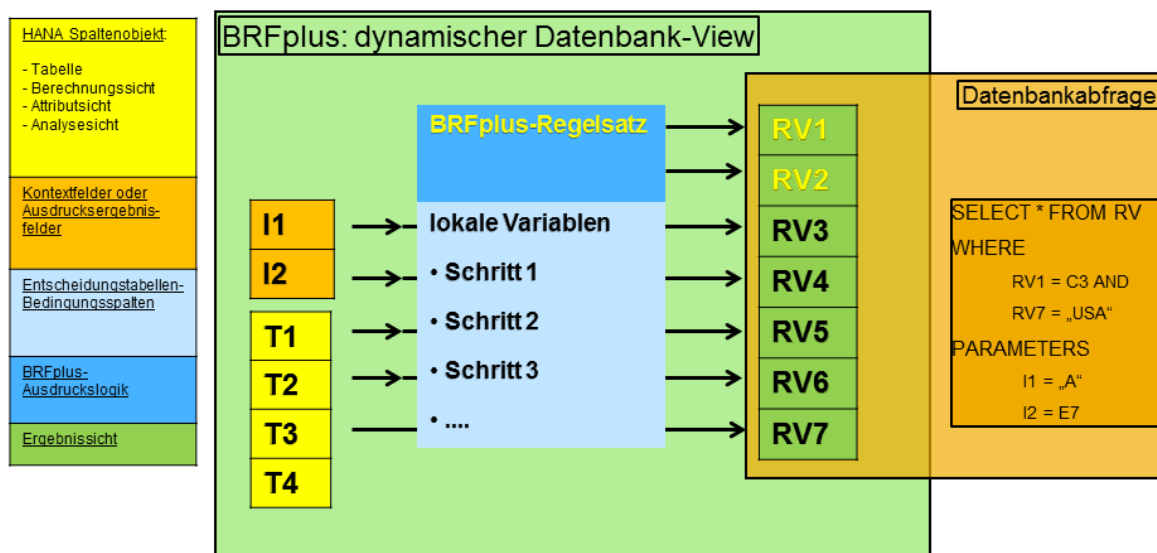 HANA Spaltenobjekt:
- Tabelle
- Berechnungssicht
- Attributsicht
- Analysesicht
Kontextfelder oder
Ausdrucksergebnis-
felder
Entscheidungstabellen-
Bedingungsspalten
BRFplus-
Ausdruckslogik
Ergebnissicht
BRFplus: dynamischer Datenbank-View
BRFplus-Regelsatz
lokale Variablen
• Schritt 1
• Schritt 2
• Schritt 3
• ....
I1
I2
T1
T2
T3
T4
RV1
RV2
RV3
RV4
RV5
RV6
RV7
Datenbankabfrage
SELECT * FROM RV
WHERE
RV1 = C3 AND
RV7 = „USA“
PARAMETERS
I1 = „A“
I2 = E7